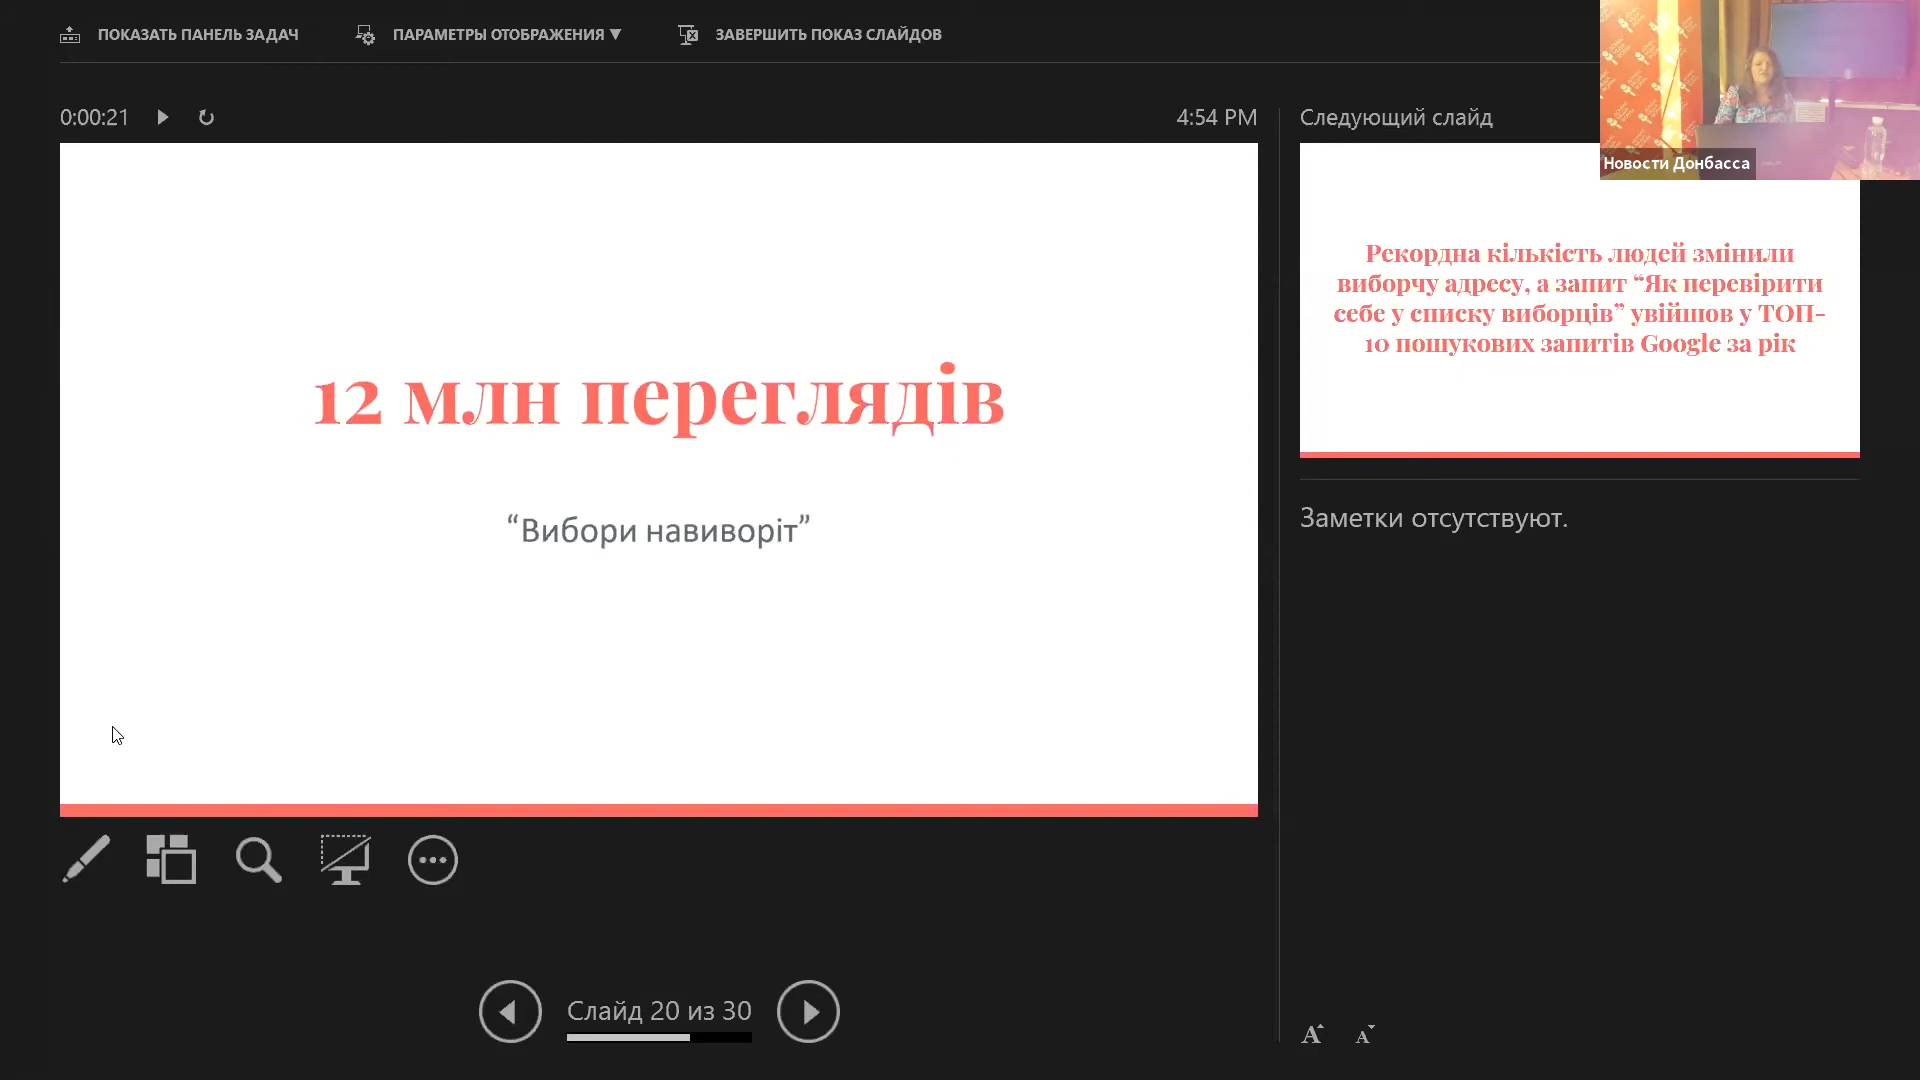 ПОКАЗАТЬ ПАНЕЛЬ ЗАДАЧ
ПАРАМЕТРЫ ОТОБРАЖЕНИЯ ▼
ЗАВЕРШИТЬ ПОКАЗ СЛАЙДОВ
0:00:21
4:54 PM
12 млн переглядів
“Вибори навиворіт”
Слайд 20 из 30
Следующий слайд
Новости Донбасса
Рекордна кількість людей змінили
виборчу адресу, а запит “Як перевірити
себе у списку виборців” увійшов у ТОП-
10 пошукових запитів Google за рік
Заметки отсутствуют.
A A